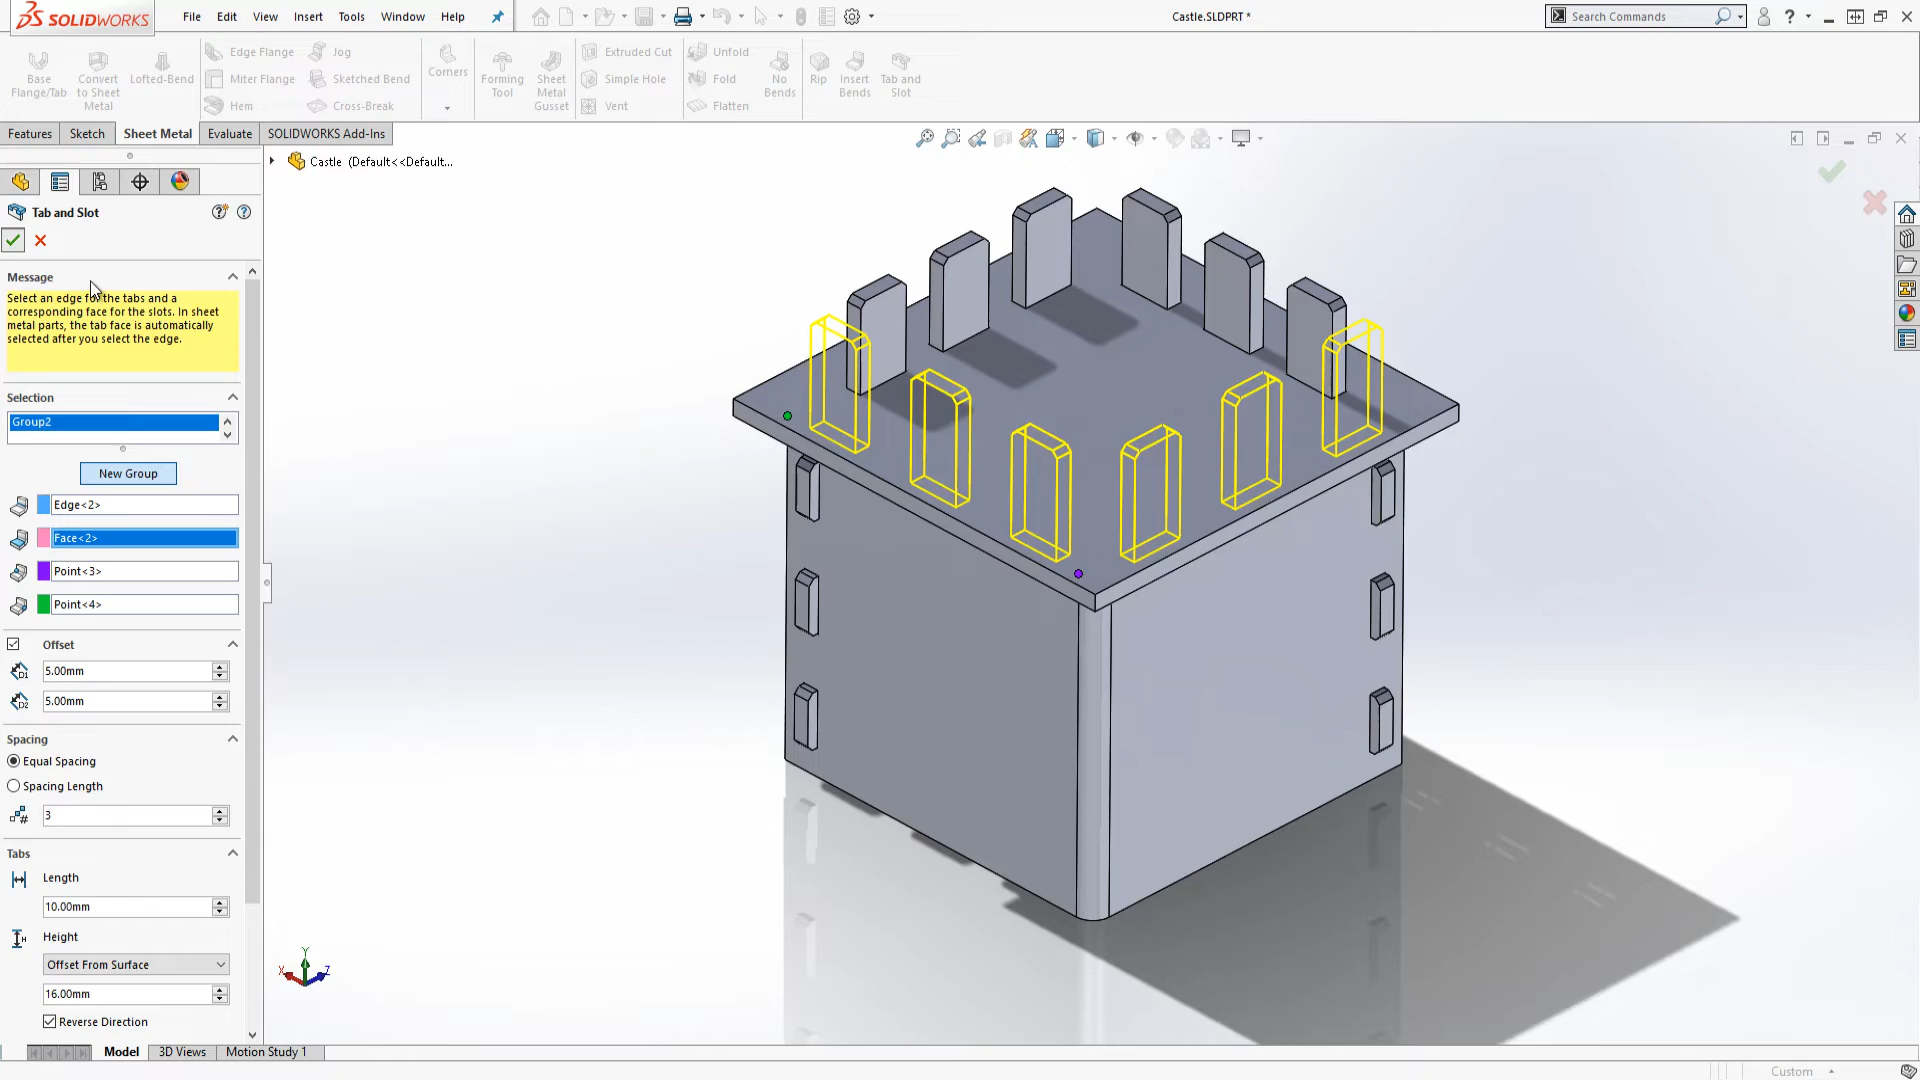 SOLIDWORKS
File Edit View Insert Tools Window Help
Castle.SLDPRT *
Search Commands
?
Base Flange/Tab
Convert to Sheet Metal
Lofted-Bend
Edge Flange
Miter Flange
Hem
Jog
Sketched Bend
Cross-Break
Corners
Forming Tool
Sheet Metal Gusset
Extruded Cut
Simple Hole
Vent
Unfold
Fold
Flatten
No Bends
Rip
Insert Bends
Tab and Slot
Features Sketch Sheet Metal Evaluate SOLIDWORKS Add-Ins
Castle (Default<<Default...
Tab and Slot
Message
Select an edge for the tabs and a
corresponding face for the slots. In sheet
metal parts, the tab face is automatically
selected after you select the edge.
Selection
Group2
New Group
Edge<2>
Face<2>
Point<3>
Point<4>
Offset
D1 5.00mm
D2 5.00mm
Spacing
Equal Spacing
Spacing Length
# 3
Tabs
Length
10.00mm
Height
Offset From Surface
16.00mm
Reverse Direction
Y
X
Z
Model 3D Views Motion Study 1
Custom